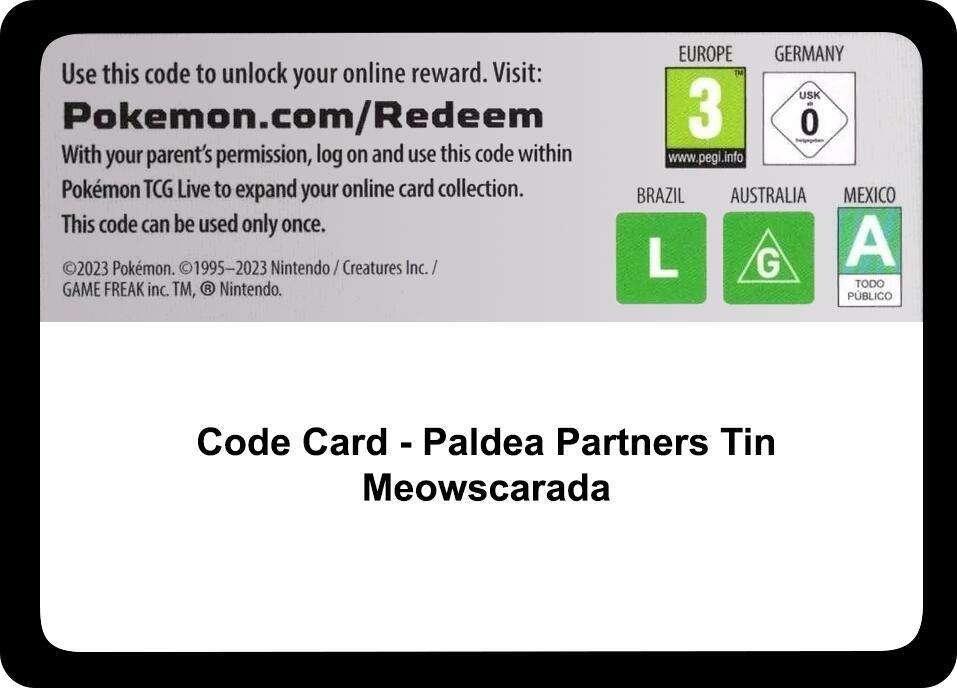 Use this code to unlock your online reward. Visit:
Pokemon.com/Redeem
With your parent's permission, log on and use this code within
Pokémon TCG Live to expand your online card collection.
This code can be used only once.
©2023 Pokémon. ©1995–2023 Nintendo / Creatures Inc. /
GAME FREAK inc. TM, ® Nintendo.
EUROPE
3
TM
www.pegi.info
GERMANY
USK
ab
0
freigegeben
BRAZIL
L
AUSTRALIA
G
MEXICO
A
TODO
PÚBLICO
Code Card - Paldea Partners Tin
Meowscarada